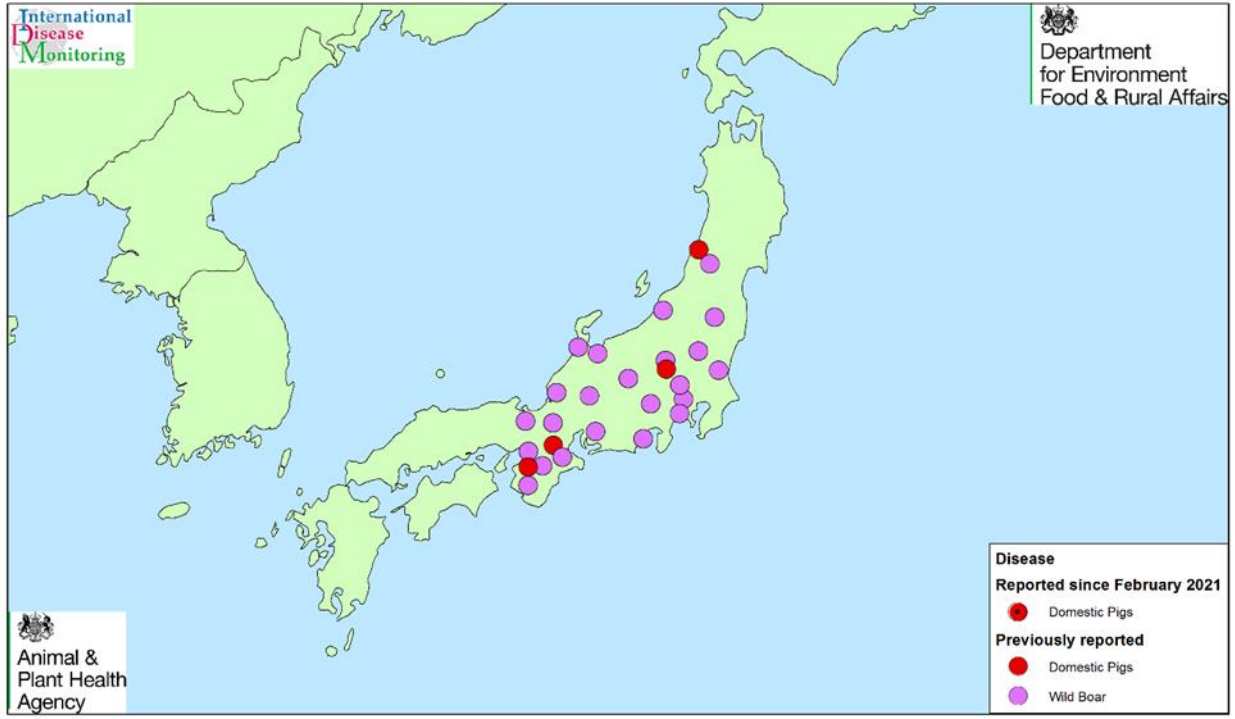 International
Disease
Monitoring
Department
for Environment
Food & Rural Affairs
Disease
Reported since February 2021
Domestic Pigs
Previously reported
Domestic Pigs
Wild Boar
Animal &
Plant Health
Agency